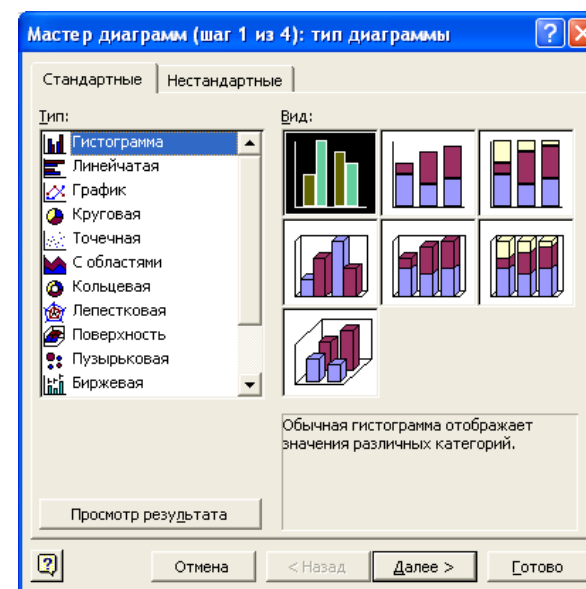 Мастер диаграмм (шаг 1 из 4): тип диаграммы
Стандартные
Нестандартные
Тип:
Вид:
Гистограмма
Линейчатая
График
Круговая
Точечная
С областями
Кольцевая
Лепестковая
Поверхность
Пузырьковая
Биржевая
Обычная гистограмма отображает
значения различных категорий.
Просмотр результата
Отмена
< Назад
Далее >
Готово